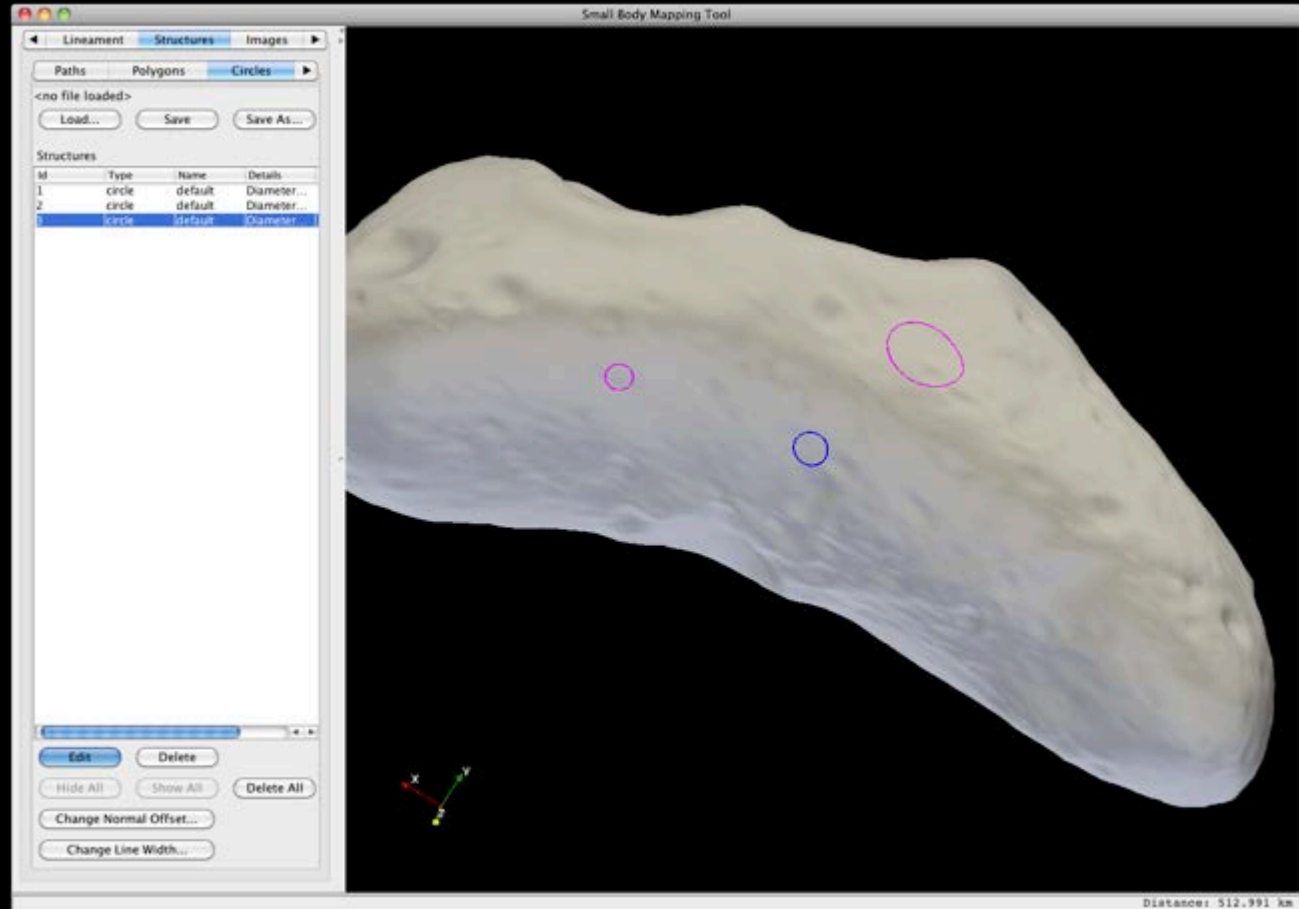 Small Body Mapping Tool
Lineament Structures Images
Paths Polygons Circles
<no file loaded>
Load... Save Save As...
Structures
Id Type Name Details
1 circle default Diameter...
2 circle default Diameter...
3 circle default Diameter...
Edit Delete
Hide All Show All Delete All
Change Normal Offset...
Change Line Width...
X Y
Z
Distance: 512.991 km